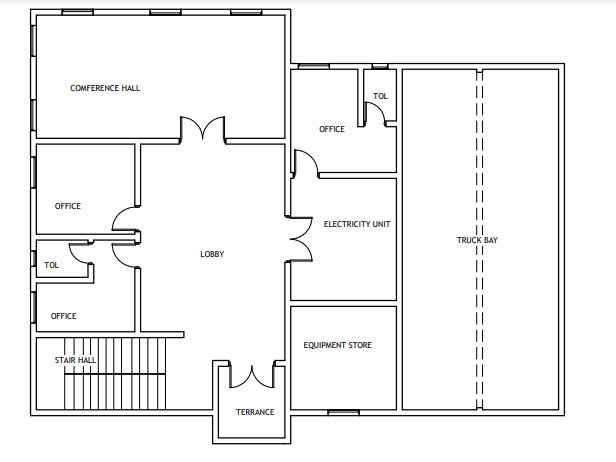 COMFERENCE HALL
TOL
OFFICE
OFFICE
ELECTRICITY UNIT
TRUCK BAY
LOBBY
TOL
OFFICE
EQUIPMENT STORE
STAIR HALL
TERRANCE